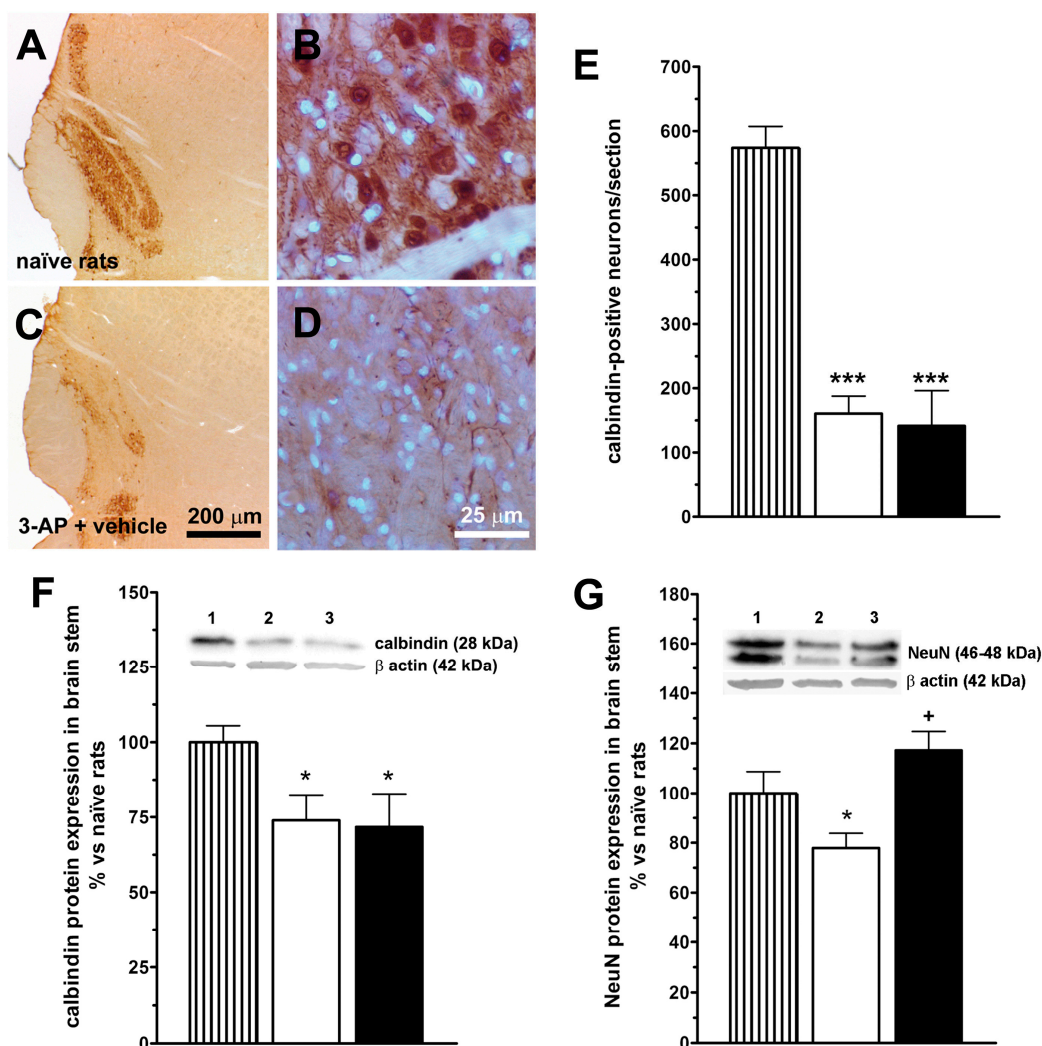 A
naïve rats
B
C
3-AP + vehicle
200 μm
D
25 μm
E
calbindin-positive neurons/section
700
600
500
400
300
200
100
0
***
***
F
calbindin protein expression in brain stem
% vs naïve rats
150
125
100
75
50
25
0
1 2 3
calbindin (28 kDa)
β actin (42 kDa)
*
*
G
NeuN protein expression in brain stem
% vs naïve rats
180
160
160
140
120
100
80
60
40
20
0
1 2 3
NeuN (46-48 kDa)
β actin (42 kDa)
*
+